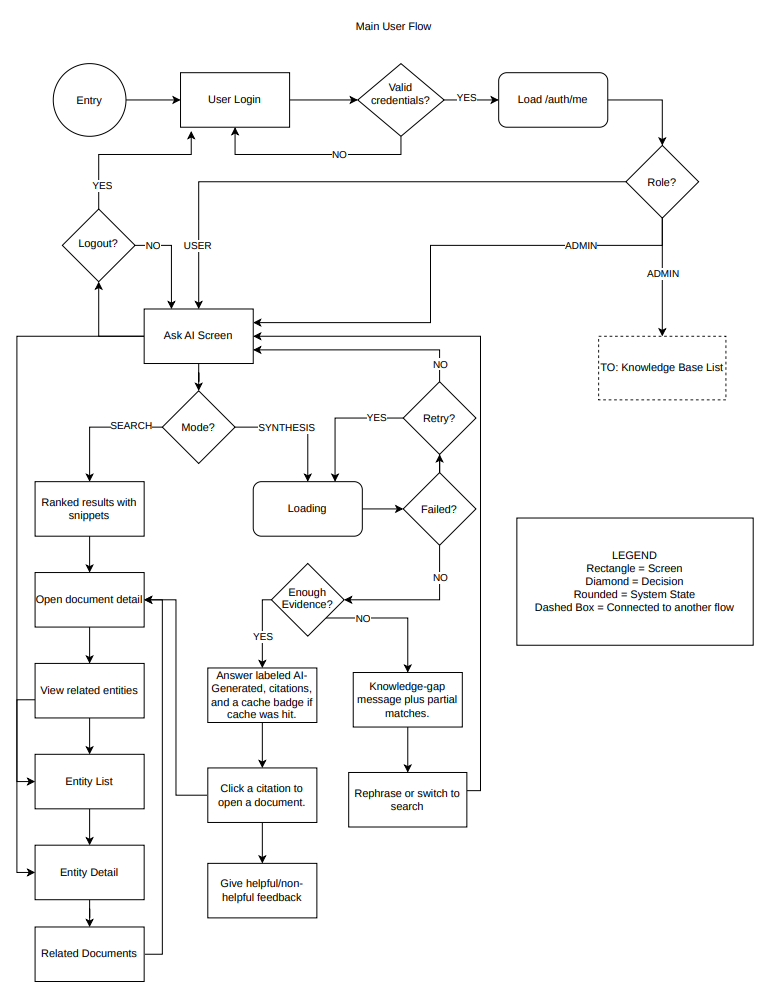 Main User Flow
Entry
User Login
Valid
credentials?
YES
Load /auth/me
NO
YES
Role?
Logout?
NO
USER
ADMIN
ADMIN
Ask AI Screen
TO: Knowledge Base List
NO
Mode?
SEARCH
SYNTHESIS
YES
Retry?
Ranked results with
snippets
Loading
Failed?
LEGEND
Rectangle = Screen
Diamond = Decision
Rounded = System State
Dashed Box = Connected to another flow
NO
Open document detail
Enough
Evidence?
NO
YES
View related entities
Answer labeled AI-
Generated, citations,
and a cache badge if
cache was hit.
Knowledge-gap
message plus partial
matches.
Entity List
Click a citation to
open a document.
Rephrase or switch to
search
Entity Detail
Give helpful/non-
helpful feedback
Related Documents